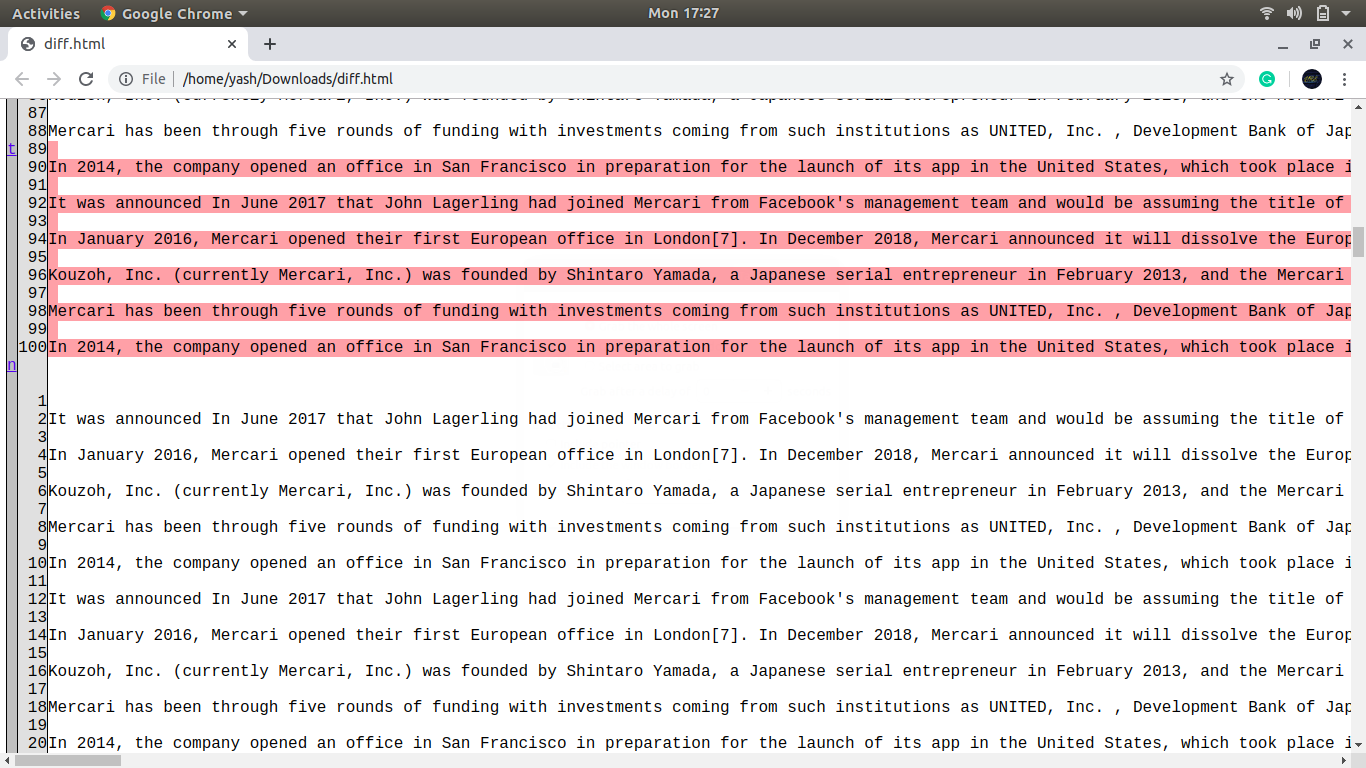 Activities Google Chrome Mon 17:27
diff.html
File /home/yash/Downloads/diff.html
87
88 Mercari has been through five rounds of funding with investments coming from such institutions as UNITED, Inc. , Development Bank of Jap
t 89
90 In 2014, the company opened an office in San Francisco in preparation for the launch of its app in the United States, which took place i
91
92 It was announced In June 2017 that John Lagerling had joined Mercari from Facebook's management team and would be assuming the title of
93
94 In January 2016, Mercari opened their first European office in London[7]. In December 2018, Mercari announced it will dissolve the Europ
95
96 Kouzoh, Inc. (currently Mercari, Inc.) was founded by Shintaro Yamada, a Japanese serial entrepreneur in February 2013, and the Mercari
97
98 Mercari has been through five rounds of funding with investments coming from such institutions as UNITED, Inc. , Development Bank of Jap
99
100 In 2014, the company opened an office in San Francisco in preparation for the launch of its app in the United States, which took place i
n
1
2 It was announced In June 2017 that John Lagerling had joined Mercari from Facebook's management team and would be assuming the title of
3
4 In January 2016, Mercari opened their first European office in London[7]. In December 2018, Mercari announced it will dissolve the Europ
5
6 Kouzoh, Inc. (currently Mercari, Inc.) was founded by Shintaro Yamada, a Japanese serial entrepreneur in February 2013, and the Mercari
7
8 Mercari has been through five rounds of funding with investments coming from such institutions as UNITED, Inc. , Development Bank of Jap
9
10 In 2014, the company opened an office in San Francisco in preparation for the launch of its app in the United States, which took place i
11
12 It was announced In June 2017 that John Lagerling had joined Mercari from Facebook's management team and would be assuming the title of
13
14 In January 2016, Mercari opened their first European office in London[7]. In December 2018, Mercari announced it will dissolve the Europ
15
16 Kouzoh, Inc. (currently Mercari, Inc.) was founded by Shintaro Yamada, a Japanese serial entrepreneur in February 2013, and the Mercari
17
18 Mercari has been through five rounds of funding with investments coming from such institutions as UNITED, Inc. , Development Bank of Jap
19
20 In 2014, the company opened an office in San Francisco in preparation for the launch of its app in the United States, which took place i